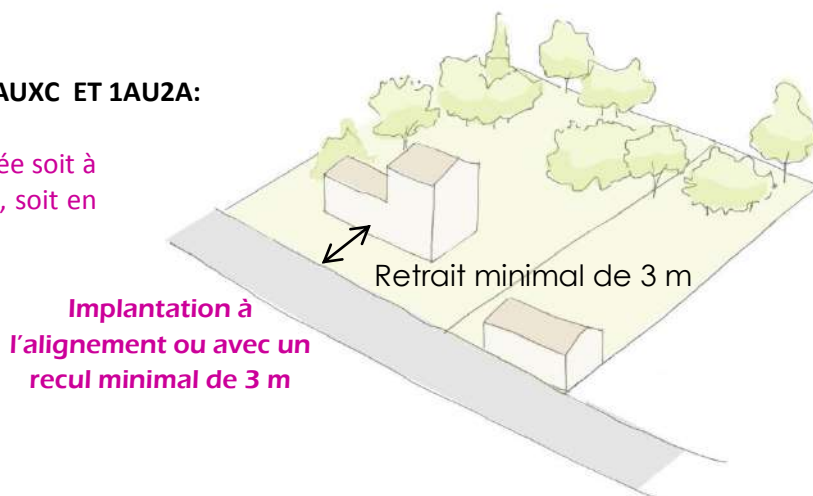 AUXC ET 1AU2A:
ée soit à
, soit en
Retrait minimal de 3 m
Implantation à
l'alignement ou avec un
recul minimal de 3 m